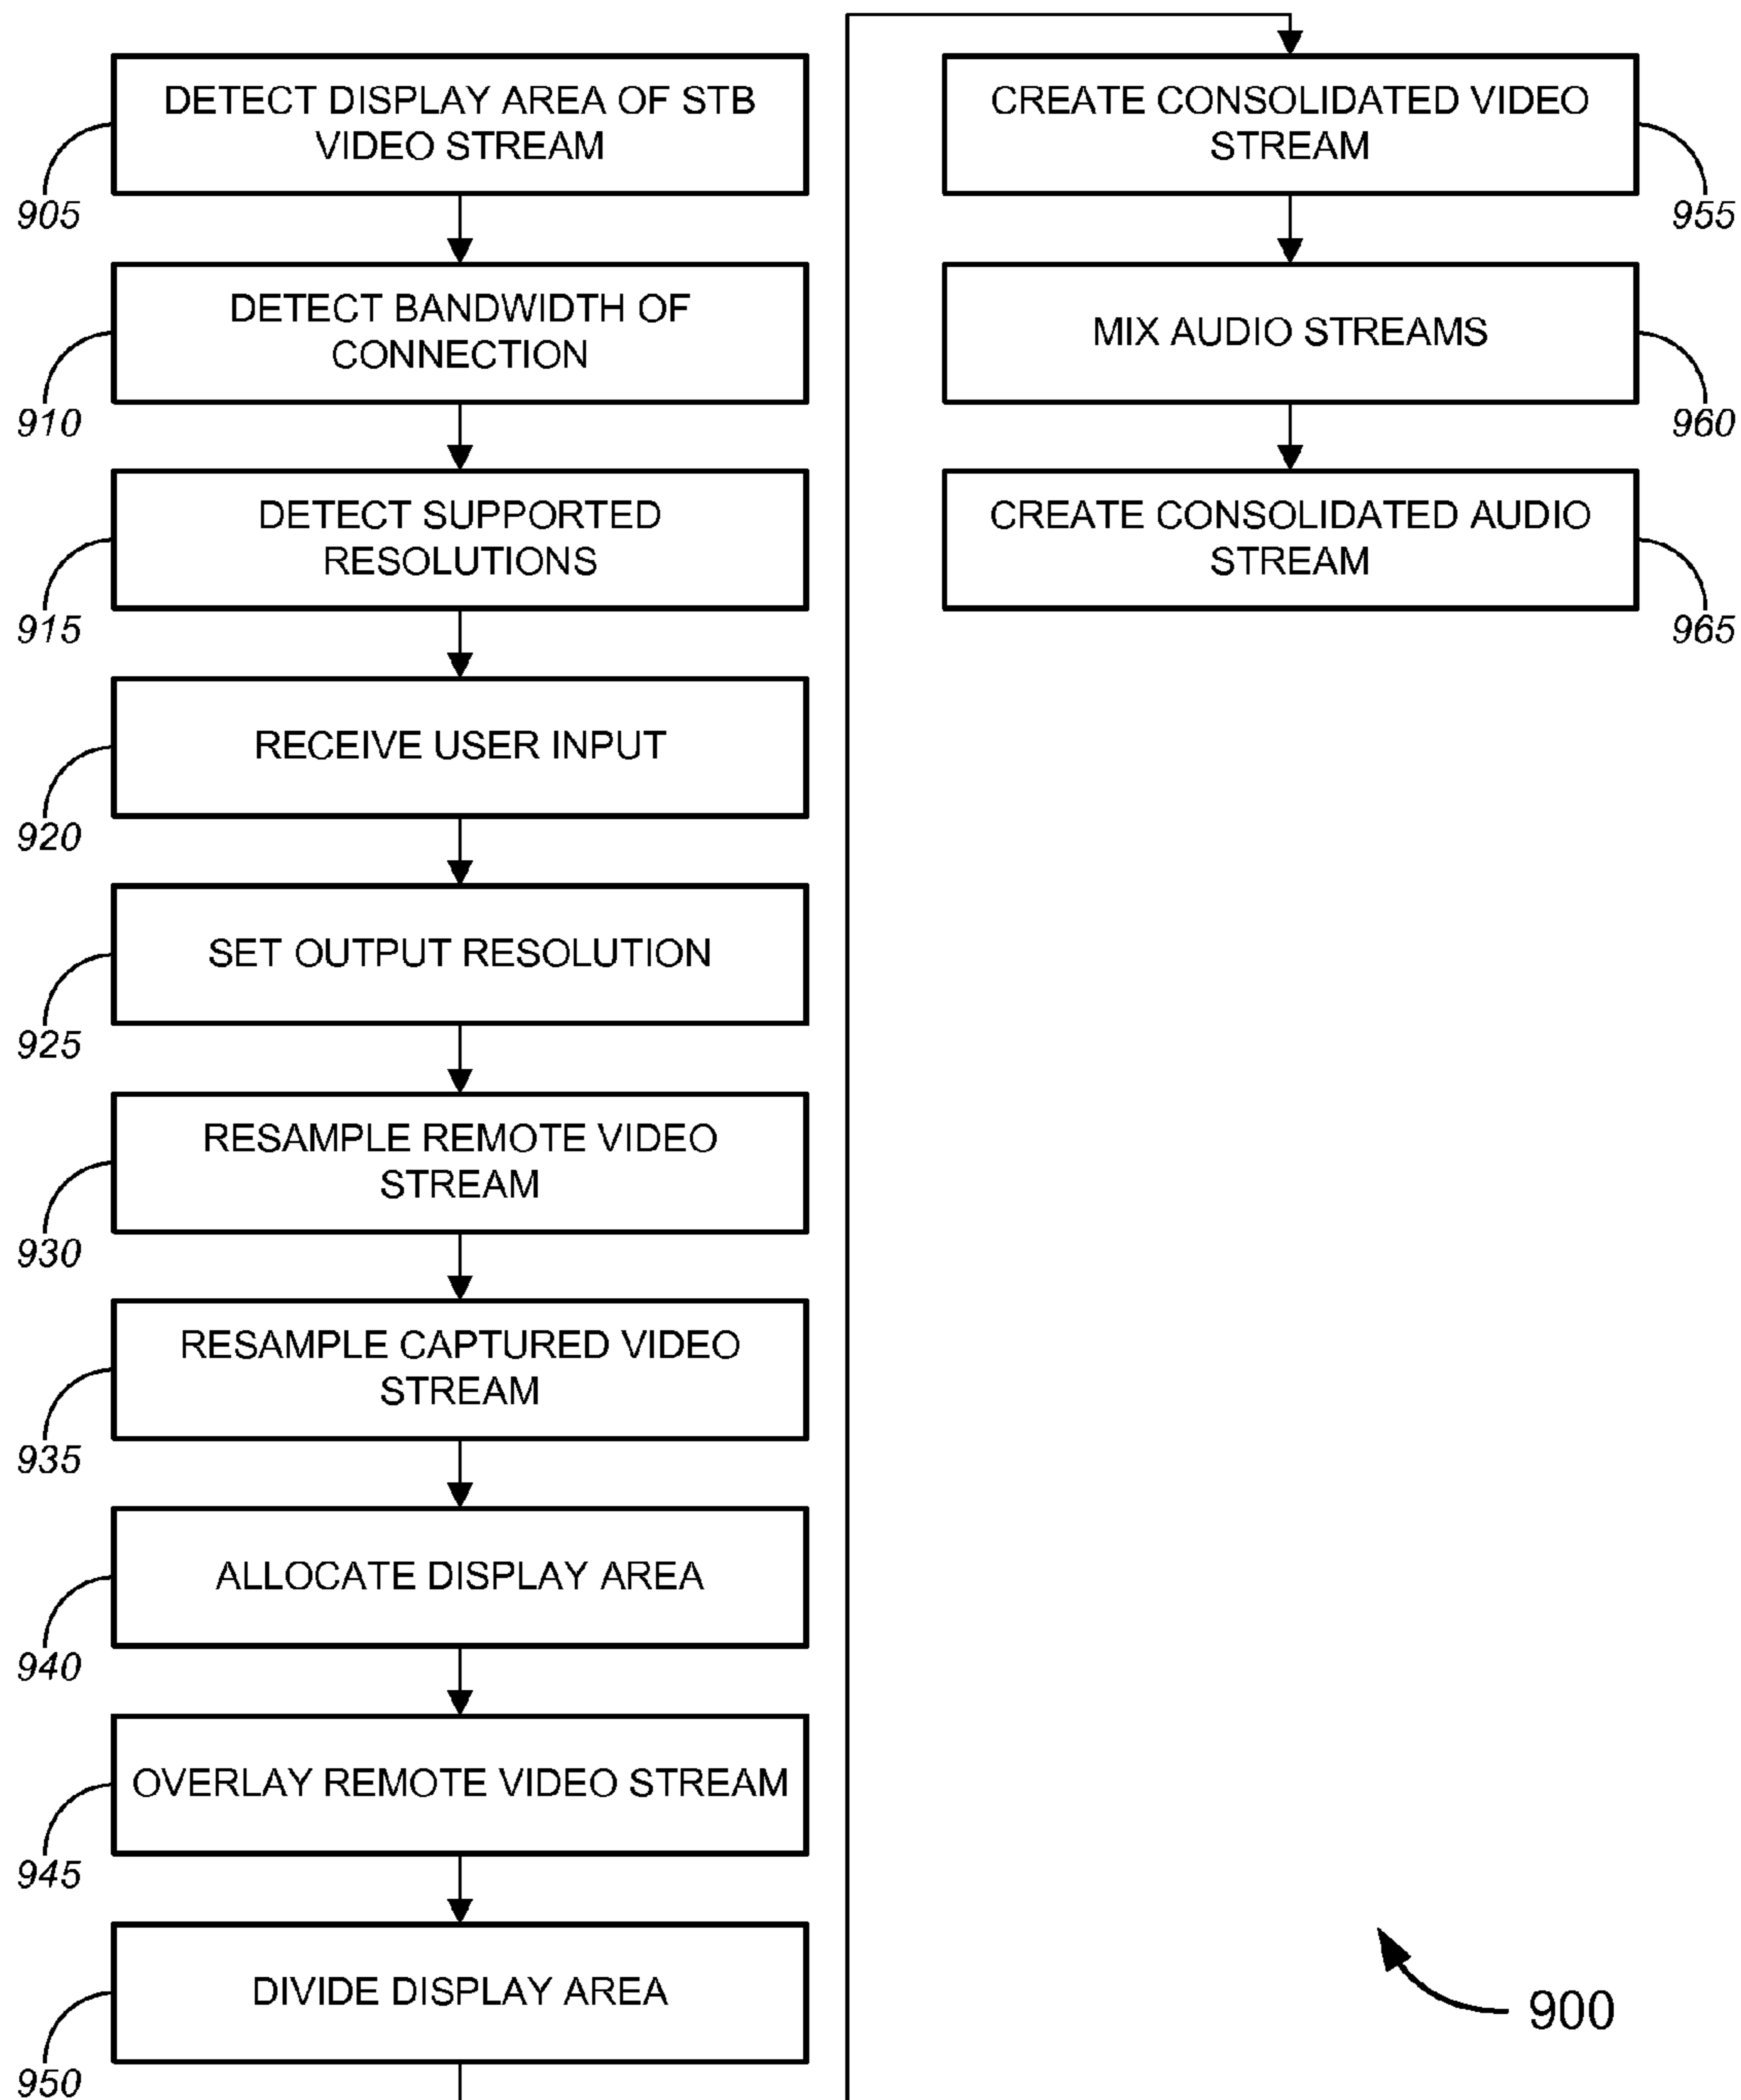 DETECT DISPLAY AREA OF STB
VIDEO STREAM
905
DETECT BANDWIDTH OF
CONNECTION
910
DETECT SUPPORTED
RESOLUTIONS
915
RECEIVE USER INPUT
920
SET OUTPUT RESOLUTION
925
RESAMPLE REMOTE VIDEO
STREAM
930
RESAMPLE CAPTURED VIDEO
STREAM
935
ALLOCATE DISPLAY AREA
940
OVERLAY REMOTE VIDEO STREAM
945
DIVIDE DISPLAY AREA
950
CREATE CONSOLIDATED VIDEO
STREAM
955
MIX AUDIO STREAMS
960
CREATE CONSOLIDATED AUDIO
STREAM
965
900